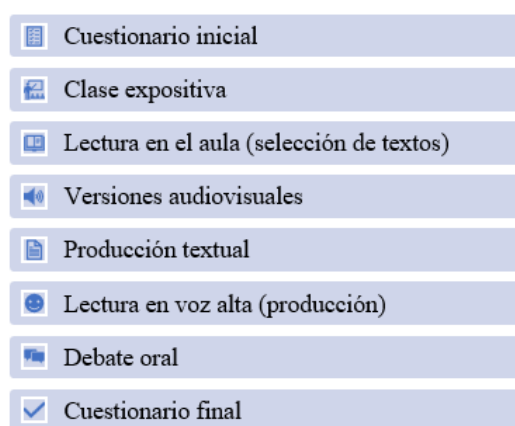 Cuestionario inicial
Clase expositiva
Lectura en el aula (selección de textos)
Versiones audiovisuales
Producción textual
Lectura en voz alta (producción)
Debate oral
Cuestionario final